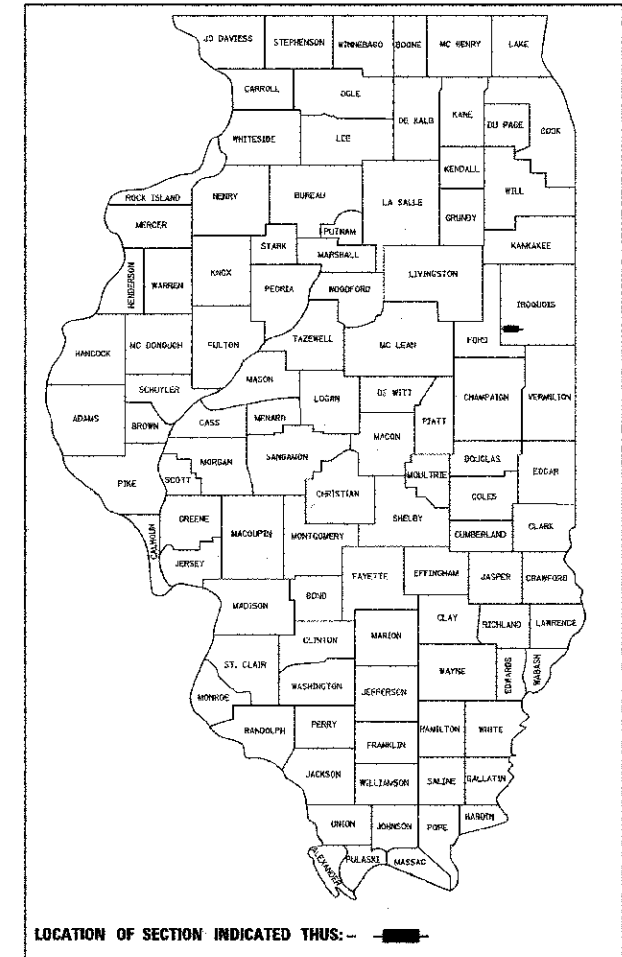 JO DAVIESS
STEPHENSON
WINNEBAGO
BOONE
MC HENRY
LAKE
CARROLL
OGLE
DE KALB
KANE
DU PAGE
COOK
WHITESIDE
LEE
KENDALL
WILL
ROCK ISLAND
HENRY
BUREAU
LA SALLE
GRUNDY
MERCER
PUTNAM
STARK
MARSHALL
KANKAKEE
HENDERSON
WARREN
KNOX
PEORIA
WOODFORD
LIVINGSTON
IROQUOIS
FORD
HANCOCK
MC DONOUGH
FULTON
TAZEWELL
MC LEAN
MASON
SCHUYLER
LOGAN
DE WITT
CHAMPAIGN
VERMILION
ADAMS
BROWN
CASS
MENARD
MACON
PIATT
SANGAMON
MORGAN
DOUGLAS
EDGAR
PIKE
SCOTT
CHRISTIAN
MOULTRIE
COLES
GREENE
MACOUPIN
MONTGOMERY
SHELBY
CUMBERLAND
CLARK
CALHOUN
JERSEY
FAYETTE
EFFINGHAM
JASPER
CRAWFORD
MADISON
BOND
CLAY
RICHLAND
LAWRENCE
CLINTON
MARION
ST. CLAIR
WAYNE
EDWARDS
WABASH
WASHINGTON
JEFFERSON
MONROE
RANDOLPH
PERRY
HAMILTON
WHITE
FRANKLIN
JACKSON
WILLIAMSON
SALINE
GALLATIN
UNION
JOHNSON
POPE
HARDIN
ALEXANDER
PULASKI
MASSAC
LOCATION OF SECTION INDICATED THUS:-